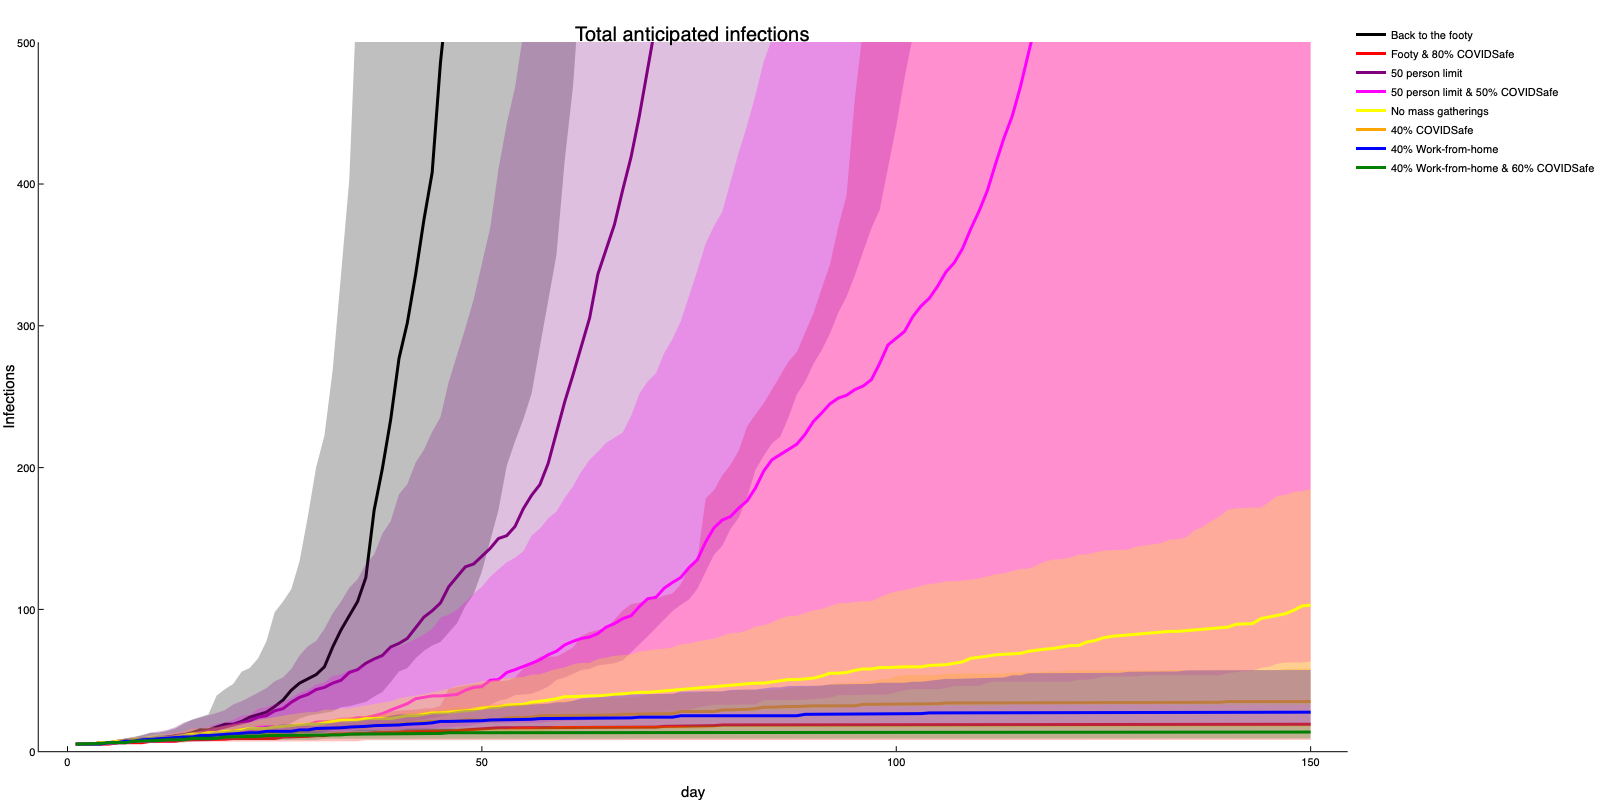 Total anticipated infections
Back to the footy
Footy & 80% COVIDSafe
50 person limit
50 person limit & 50% COVIDSafe
No mass gatherings
40% COVIDSafe
40% Work-from-home
40% Work-from-home & 60% COVIDSafe
Infections
500
400
300
200
100
0
0 50 100 150
day